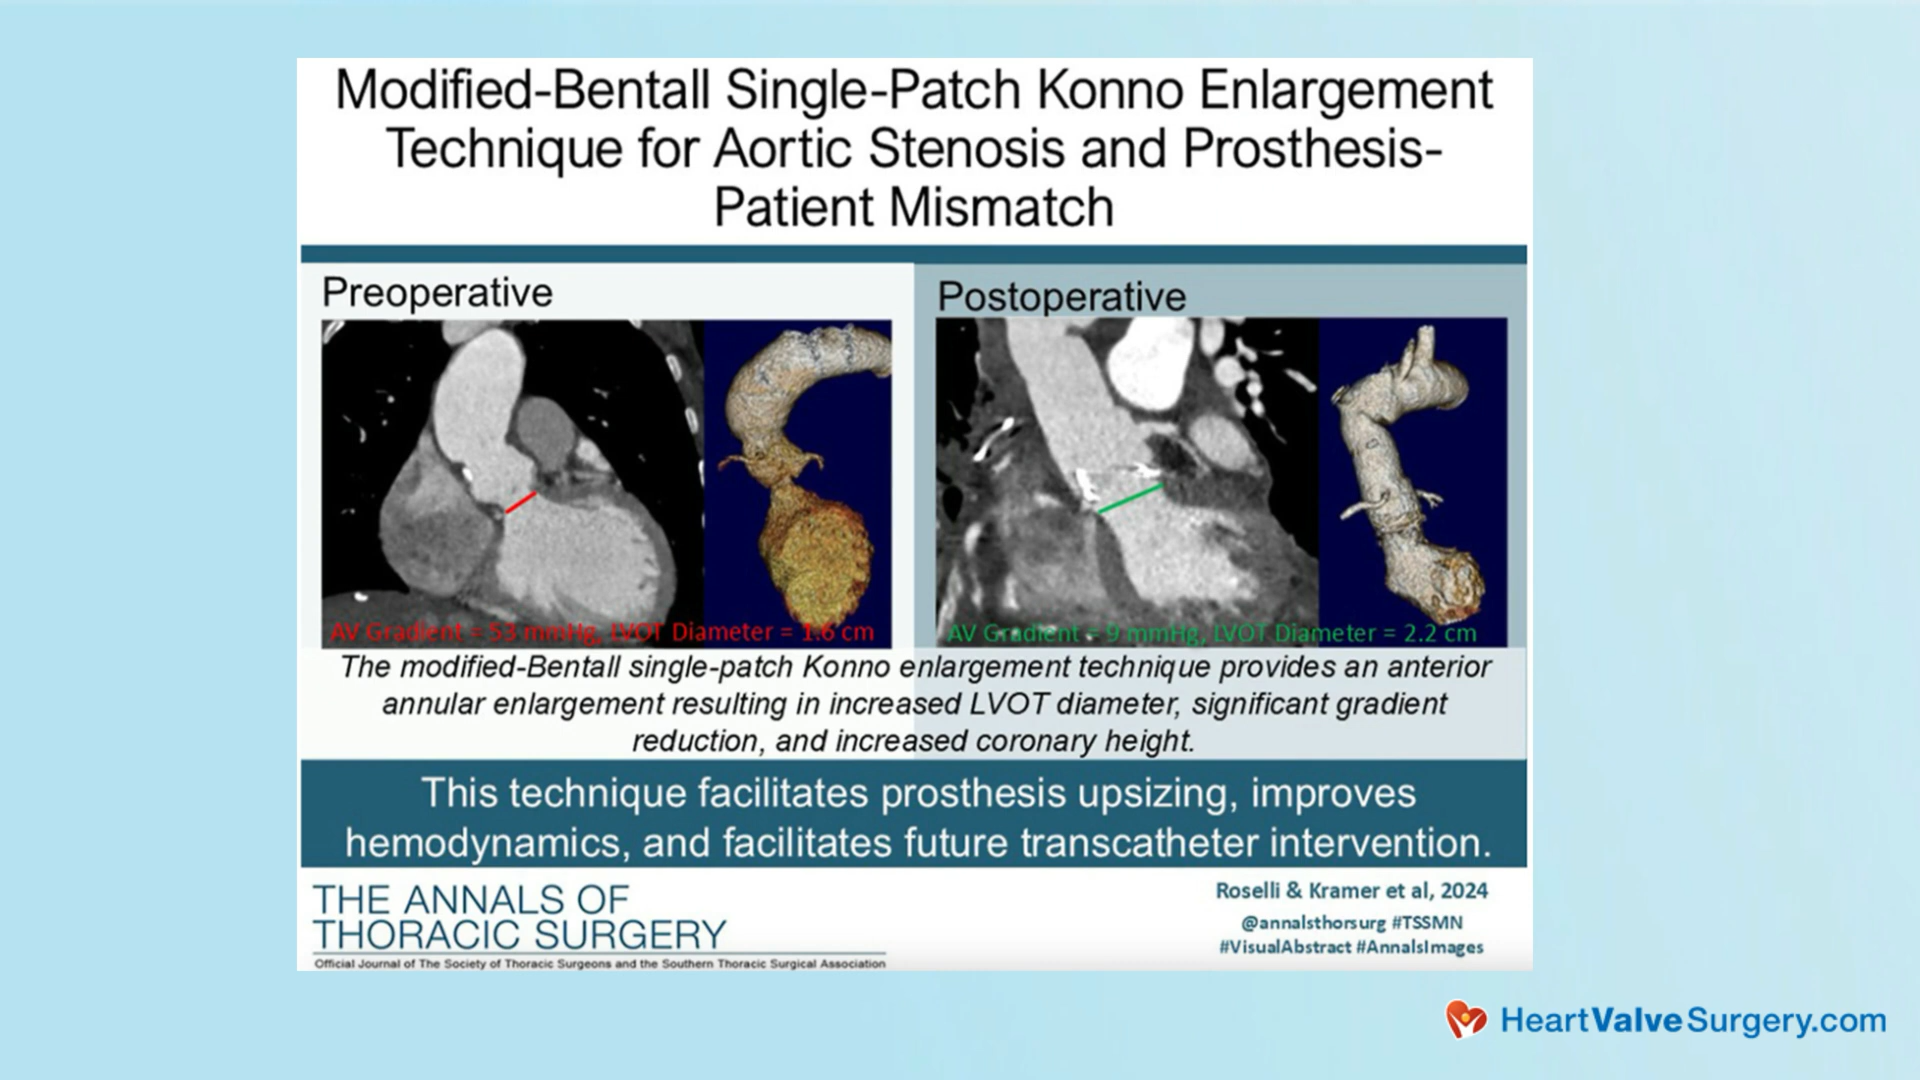 Modified-Bentall Single-Patch Konno Enlargement
Technique for Aortic Stenosis and Prosthesis-
Patient Mismatch
Preoperative
Postoperative
AV Gradient = 53 mmHg, LVOT Diameter = 1.6 cm
AV Gradient = 9 mmHg, LVOT Diameter = 2.2 cm
The modified-Bentall single-patch Konno enlargement technique provides an anterior
annular enlargement resulting in increased LVOT diameter, significant gradient
reduction, and increased coronary height.
This technique facilitates prosthesis upsizing, improves
hemodynamics, and facilitates future transcatheter intervention.
THE ANNALS OF
THORACIC SURGERY
Official Journal of The Society of Thoracic Surgeons and the Southern Thoracic Surgical Association
Roselli & Kramer et al, 2024
@annalsthorsurg #TSSMN
#VisualAbstract #AnnalsImages
HeartValveSurgery.com